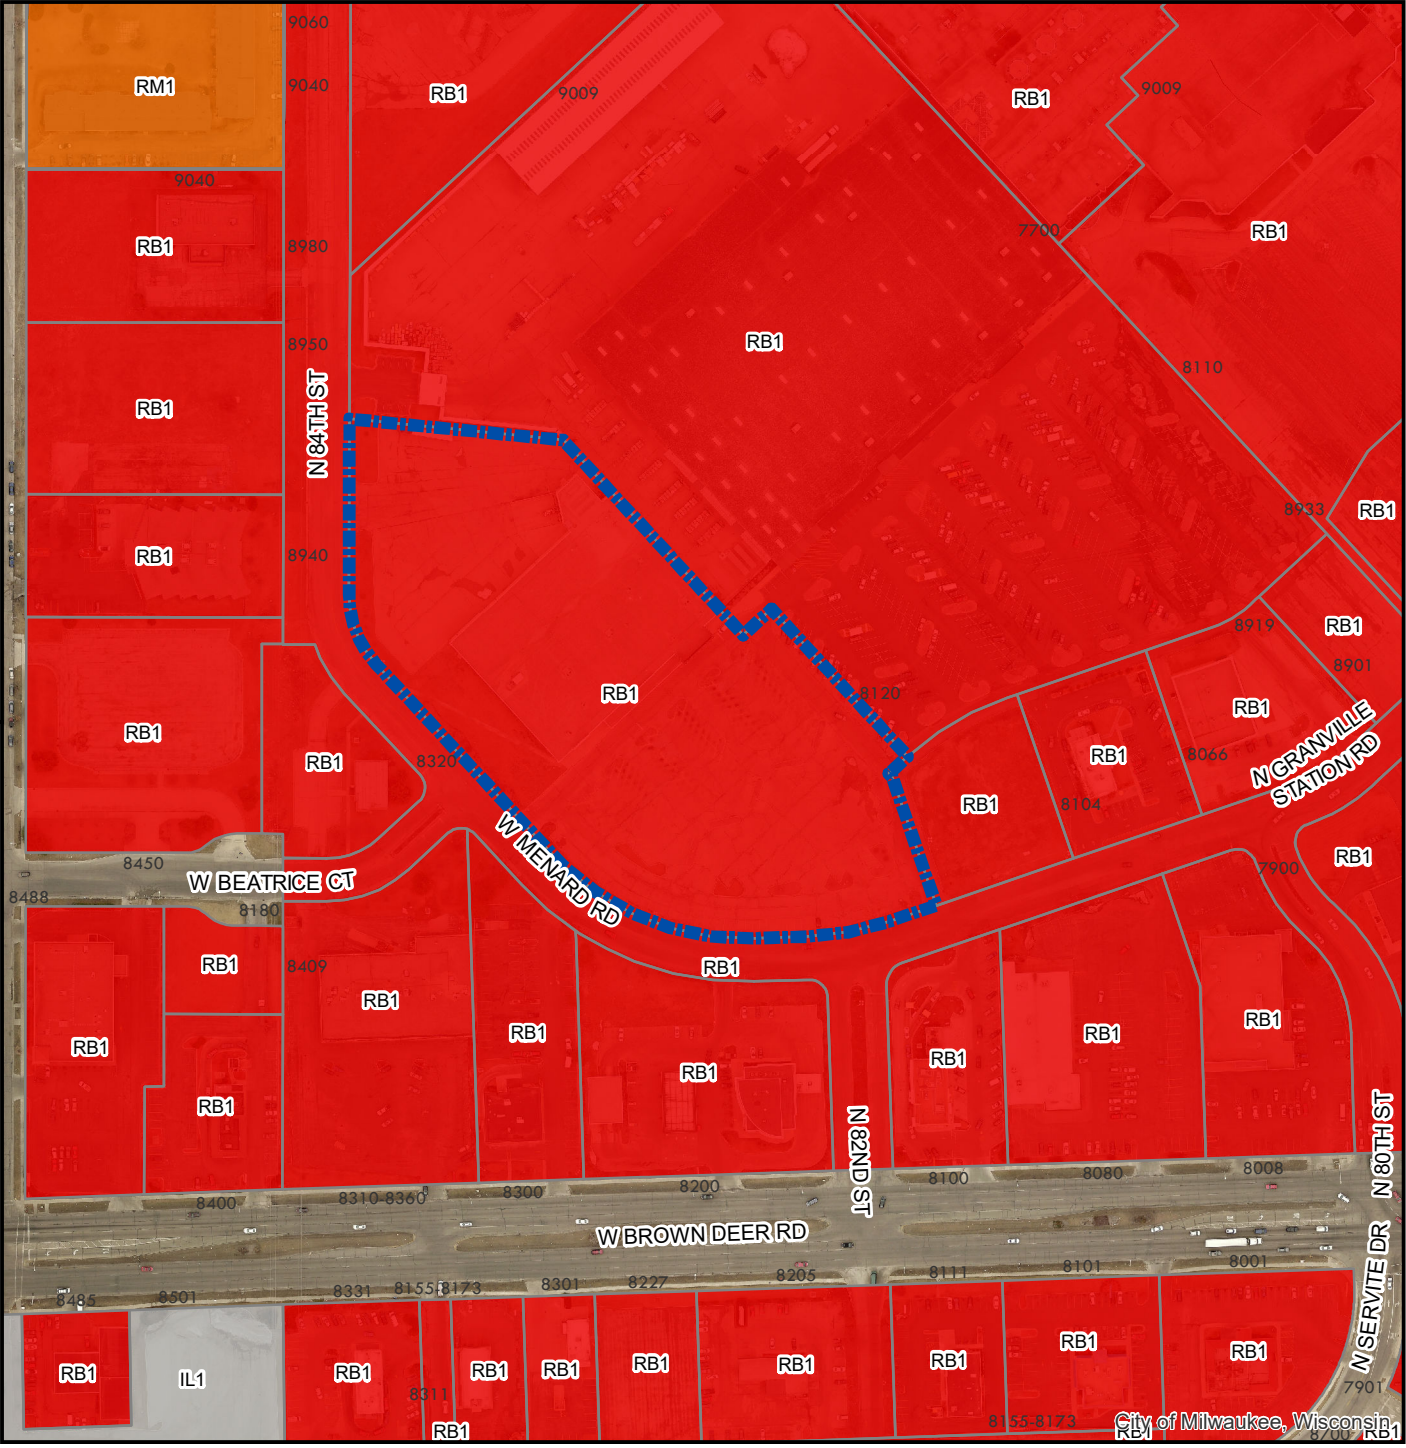 9060
RM1
9040
RB1
9009
RB1
9009
9040
RB1
8980
7700
RB1
8950
RB1
8110
RB1
N 84TH ST
8933
RB1
RB1
8940
8919
RB1
8901
RB1
8120
RB1
RB1
RB1
8320
RB1
8066
N GRANVILLE
STATION RD
RB1
8104
W MENARD RD
8450
W BEATRICE CT
RB1
7900
8488
8180
RB1
8409
RB1
RB1
RB1
RB1
RB1
RB1
RB1
RB1
RB1
RB1
N 82ND ST
N 80TH ST
8400
8310-8360
8300
8200
8100
8080
8008
W BROWN DEER RD
N SERVITE DR
8485
8501
8331
8155-8173
8301
8227
8205
8111
8101
8001
RB1
IL1
RB1
RB1
RB1
RB1
RB1
RB1
RB1
RB1
8311
RB1
8155-8173
7901
City of Milwaukee, Wisconsin
RB1
8700
RB1